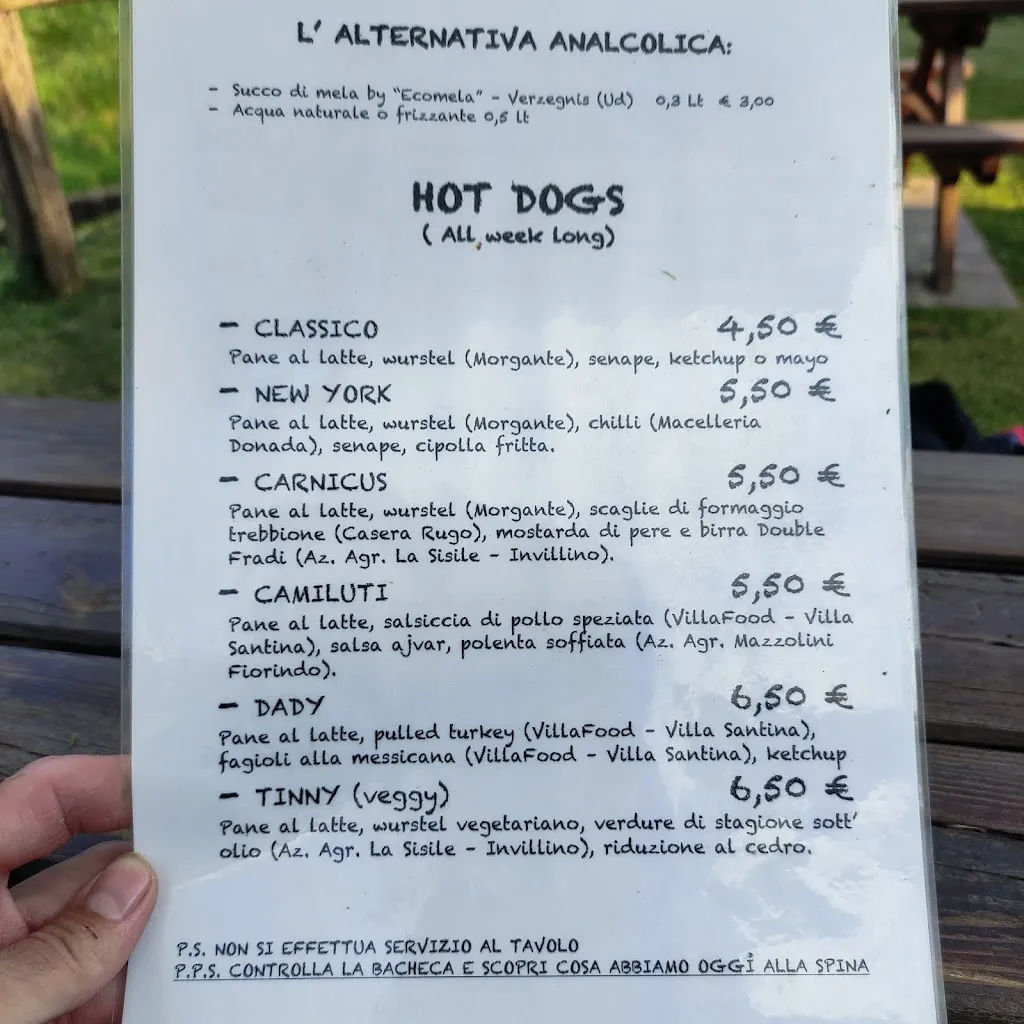 L' ALTERNATIVA ANALCOLICA:
- Succo di mela by "Ecomela" - Verzegnis (Ud) 0,3 Lt € 3,00
- Acqua naturale o frizzante 0,5 lt
HOT DOGS
( All week long)
- CLASSICO 4,50 €
Pane al latte, wurstel (Morgante), senape, ketchup o mayo
- NEW YORK 5,50 €
Pane al latte, wurstel (Morgante), chilli (Macelleria
Donada), senape, cipolla fritta.
- CARNICUS 5,50 €
Pane al latte, wurstel (Morgante), scaglie di formaggio
trebbione (Casera Rugo), mostarda di pere e birra Double
Fradi (Az. Agr. La Sisile - Invillino).
- CAMILUTI 5,50 €
Pane al latte, salsiccia di pollo speziata (VillaFood - Villa
Santina), salsa ajvar, polenta soffiata (Az. Agr. Mazzolini
Fiorindo).
- DADY 6,50 €
Pane al latte, pulled turkey (VillaFood - Villa Santina),
fagioli alla messicana (VillaFood - Villa Santina), ketchup
- TINNY (veggy) 6,50 €
Pane al latte, wurstel vegetariano, verdure di stagione sott'
olio (Az. Agr. La Sisile - Invillino), riduzione al cedro.
P.S. NON SI EFFETTUA SERVIZIO AL TAVOLO
P.P.S. CONTROLLA LA BACHECA E SCOPRI COSA ABBIAMO OGGI ALLA SPINA